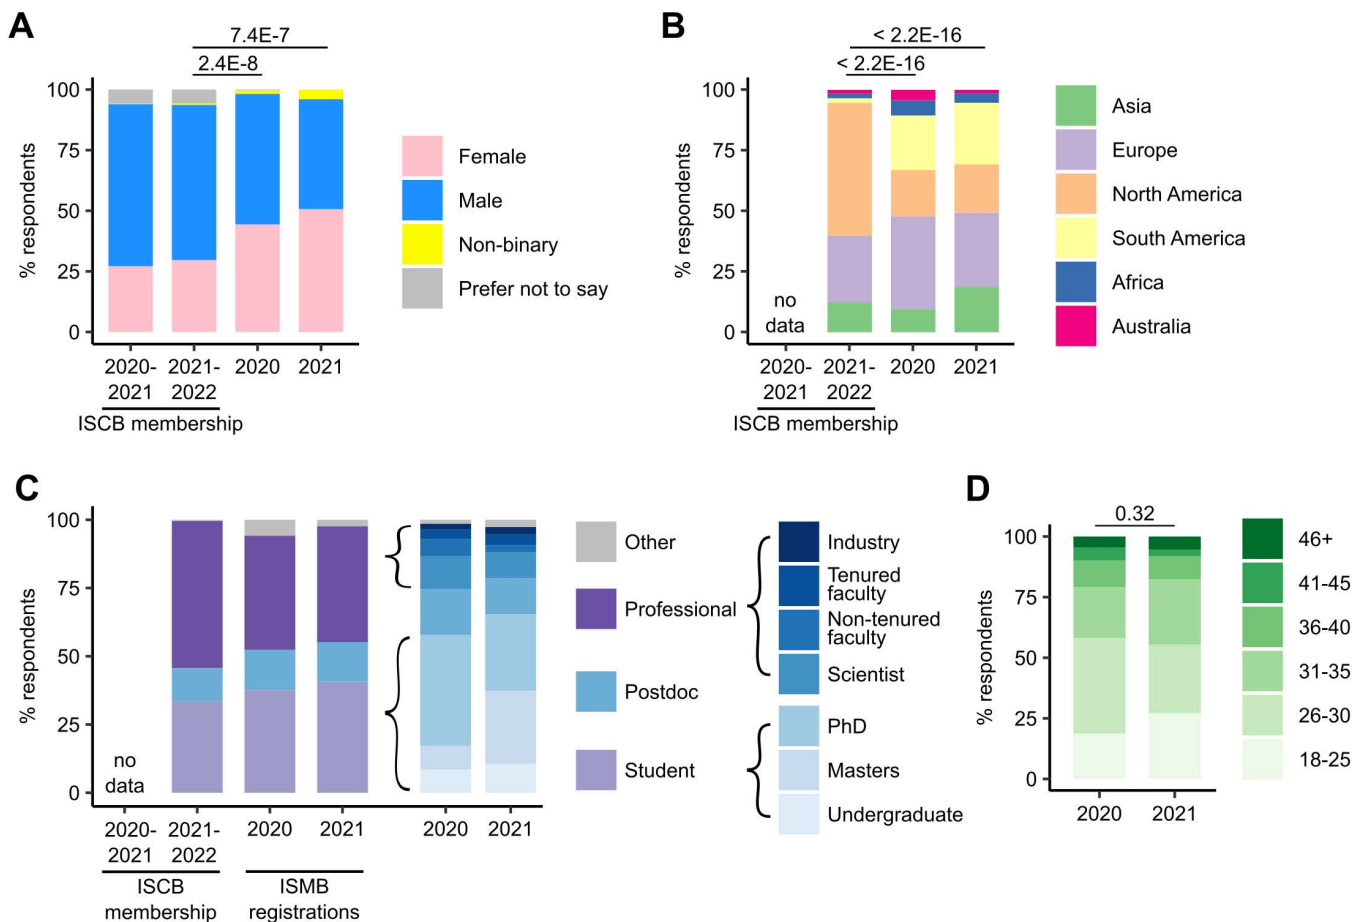 A
7.4E-7
2.4E-8
% respondents
100
75
50
25
0
2020-
2021
2021-
2022
2020
2021
ISCB membership
Female
Male
Non-binary
Prefer not to say
B
< 2.2E-16
< 2.2E-16
% respondents
100
75
50
25
0
no
data
2020-
2021
2021-
2022
2020
2021
ISCB membership
Asia
Europe
North America
South America
Africa
Australia
C
% respondents
100
75
50
25
0
no
data
2020-
2021
2021-
2022
2020
2021
2020
2021
ISCB
membership
ISMB
registrations
Other
Professional
Postdoc
Student
Industry
Tenured
faculty
Non-tenured
faculty
Scientist
PhD
Masters
Undergraduate
D
0.32
% respondents
100
75
50
25
0
2020
2021
46+
41-45
36-40
31-35
26-30
18-25